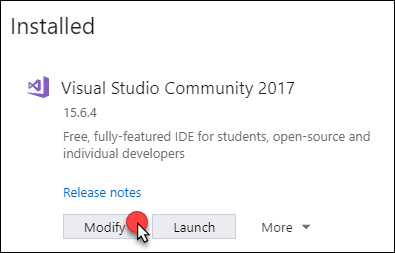 Installed
Visual Studio Community 2017
15.6.4
Free, fully-featured IDE for students, open-source and
individual developers
Release notes
Modify Launch More